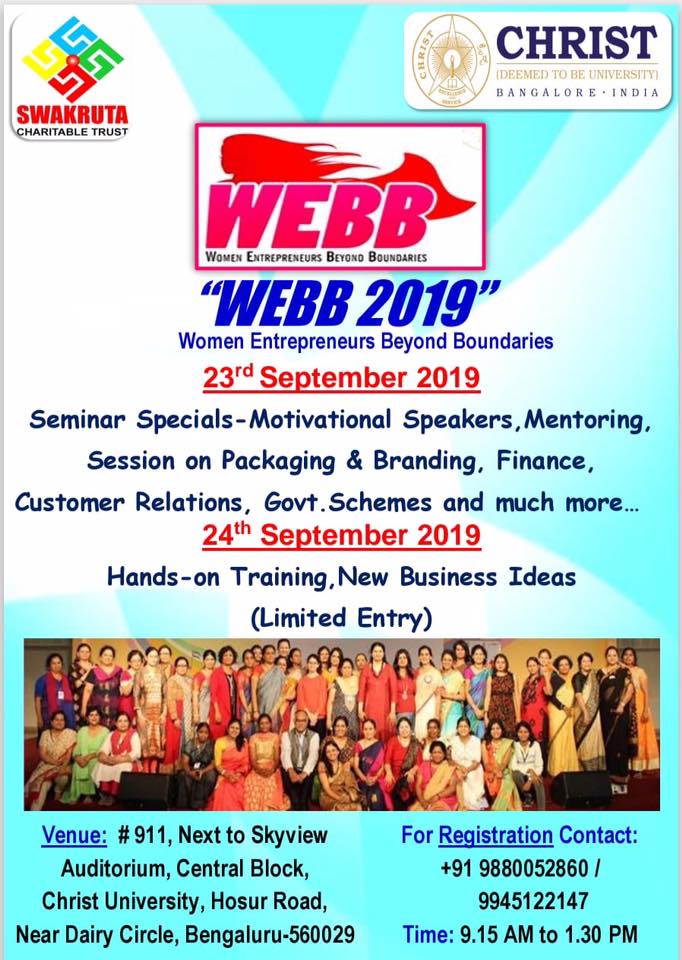 SWAKRUTA
CHARITABLE TRUST
CHRIST
EXCELLENCE AND SERVICE
CHRIST
(DEEMED TO BE UNIVERSITY)
BANGALORE · INDIA
WEBB
WOMEN ENTREPRENEURS BEYOND BOUNDARIES
“WEBB 2019”
Women Entrepreneurs Beyond Boundaries
23rd September 2019
Seminar Specials-Motivational Speakers,Mentoring,
Session on Packaging & Branding, Finance,
Customer Relations, Govt.Schemes and much more...
24th September 2019
Hands-on Training,New Business Ideas
(Limited Entry)
Venue: # 911, Next to Skyview
Auditorium, Central Block,
Christ University, Hosur Road,
Near Dairy Circle, Bengaluru-560029
For Registration Contact:
+91 9880052860 /
9945122147
Time: 9.15 AM to 1.30 PM